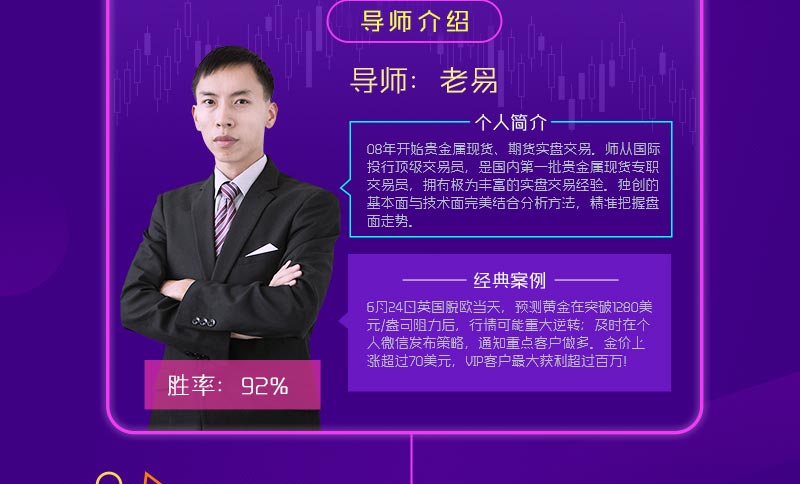 导师介绍
导师：老易
个人简介
08年开始贵金属现货、期货实盘交易。师从国际
投行顶级交易员，是国内第一批贵金属现货专职
交易员，拥有极为丰富的实盘交易经验。独创的
基本面与技术面完美结合分析方法，精准把握盘
面走势。
经典案例
6月24日英国脱欧当天，预测黄金在突破1280美
元/盎司阻力后，行情可能重大逆转；及时在个
人微信发布策略，通知重点客户做多。金价上
涨超过70美元，VIP客户最大获利超过百万!
胜率：92%